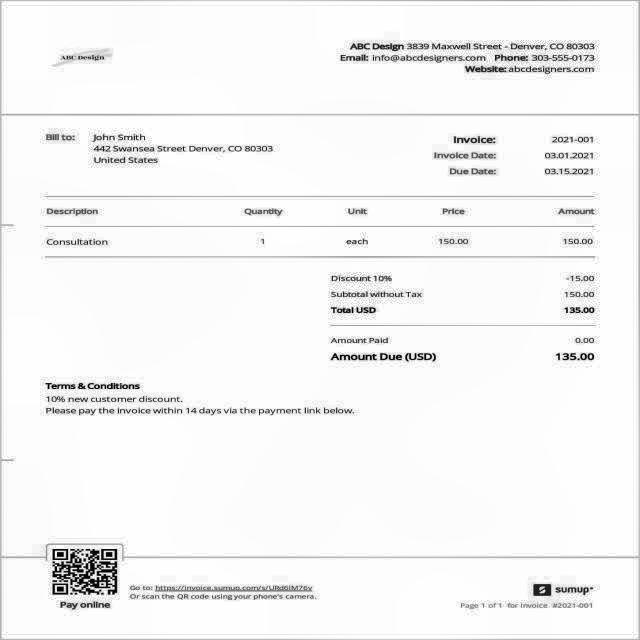 ABC Design
ABC Design 3839 Maxwell Street - Denver, CO 80303
Email: info@abcdesigners.com Phone: 303-555-0173
Website: abcdesigners.com
Bill to: John Smith
442 Swansea Street Denver, CO 80303
United States
Invoice: 2021-001
Invoice Date: 03.01.2021
Due Date: 03.15.2021
Description Quantity Unit Price Amount
Consultation 1 each 150.00 150.00
Discount 10% -15.00
Subtotal without Tax 150.00
Total USD 135.00
Amount Paid 0.00
Amount Due (USD) 135.00
Terms & Conditions
10% new customer discount.
Please pay the invoice within 14 days via the payment link below.
Pay online
Go to: 
Or scan the QR code using your phone's camera.
sumup
Page 1 of 1 for Invoice #2021-001